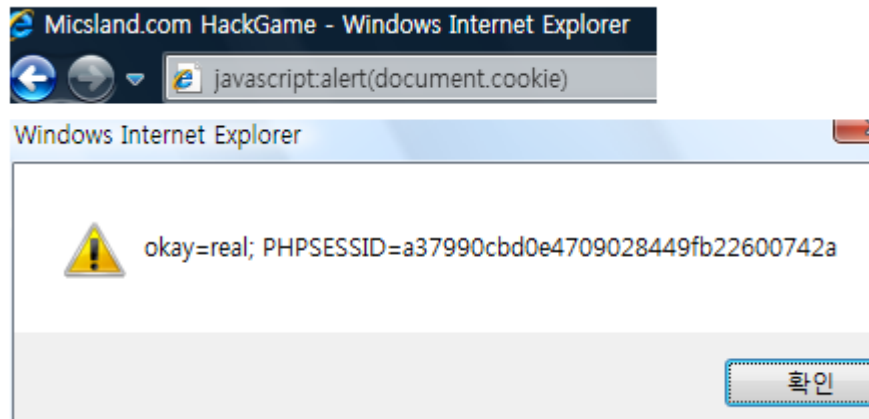 Micsland.com HackGame - Windows Internet Explorer
javascript:alert(document.cookie)
Windows Internet Explorer
okay=real; PHPSESSID=a37990cbd0e4709028449fb22600742a
확인